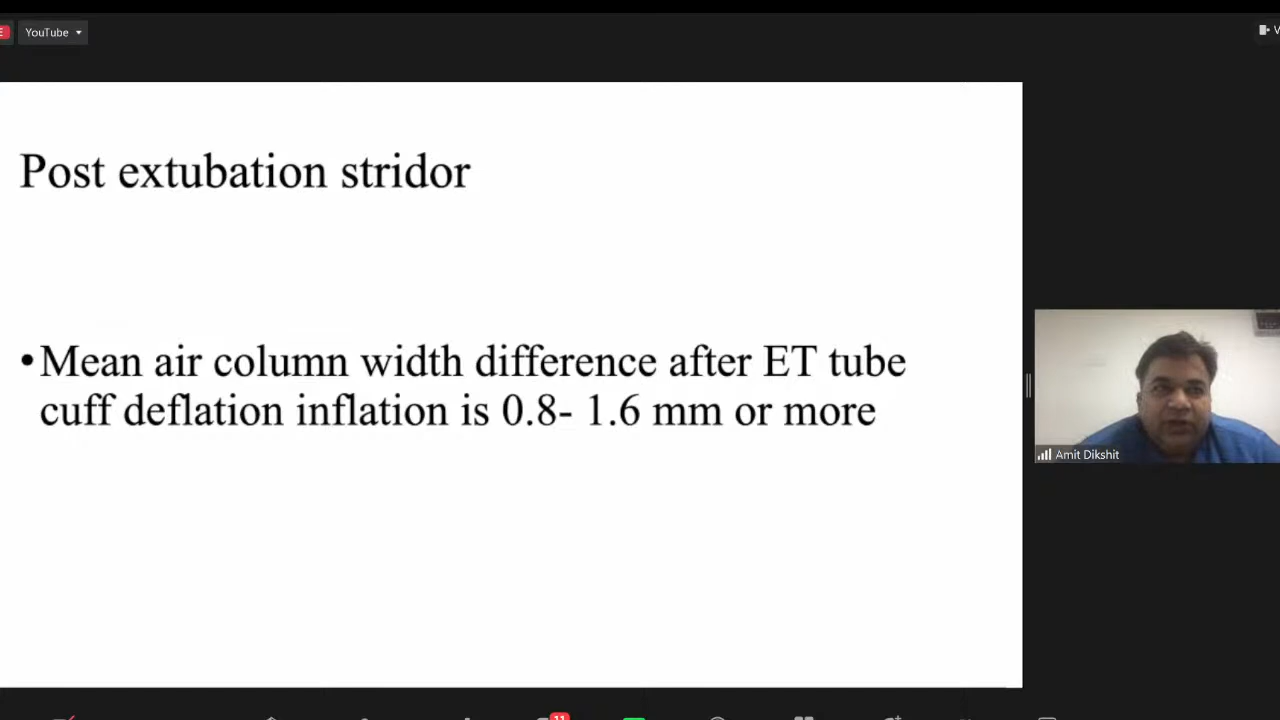 E
YouTube
V
Post extubation stridor
•Mean air column width difference after ET tube
cuff deflation inflation is 0.8- 1.6 mm or more
Amit Dikshit
11